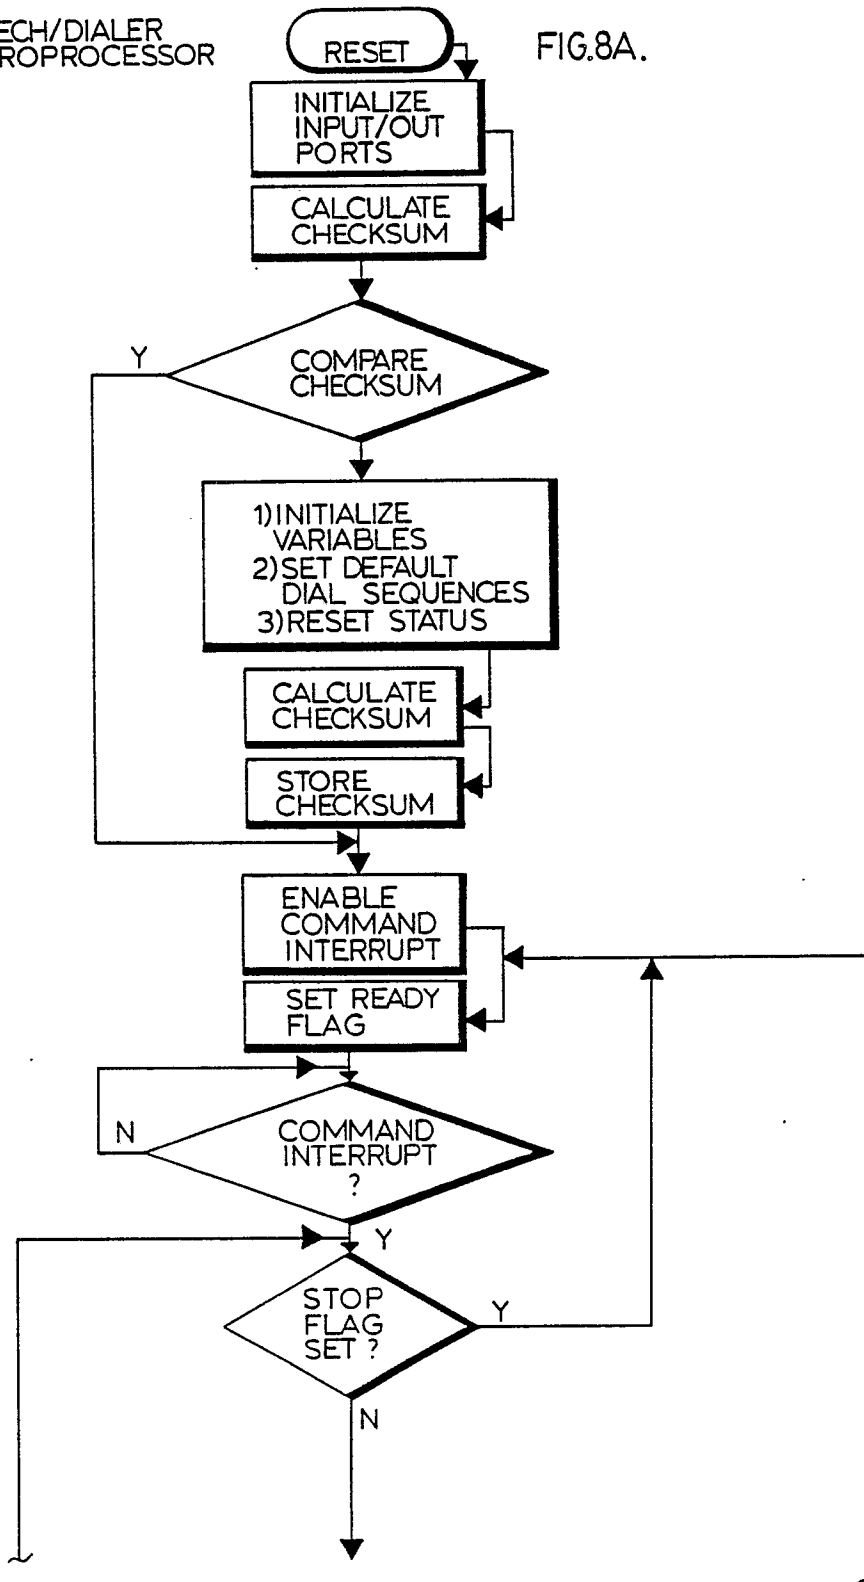 ECH/DIALER
ROPROCESSOR
RESET
FIG.8A.
INITIALIZE
INPUT/OUT
PORTS
CALCULATE
CHECKSUM
Y
COMPARE
CHECKSUM
1)INITIALIZE
VARIABLES
2)SET DEFAULT
DIAL SEQUENCES
3)RESET STATUS
CALCULATE
CHECKSUM
STORE
CHECKSUM
ENABLE
COMMAND
INTERRUPT
SET READY
FLAG
N
COMMAND
INTERRUPT
?
Y
STOP
FLAG
SET ?
Y
N